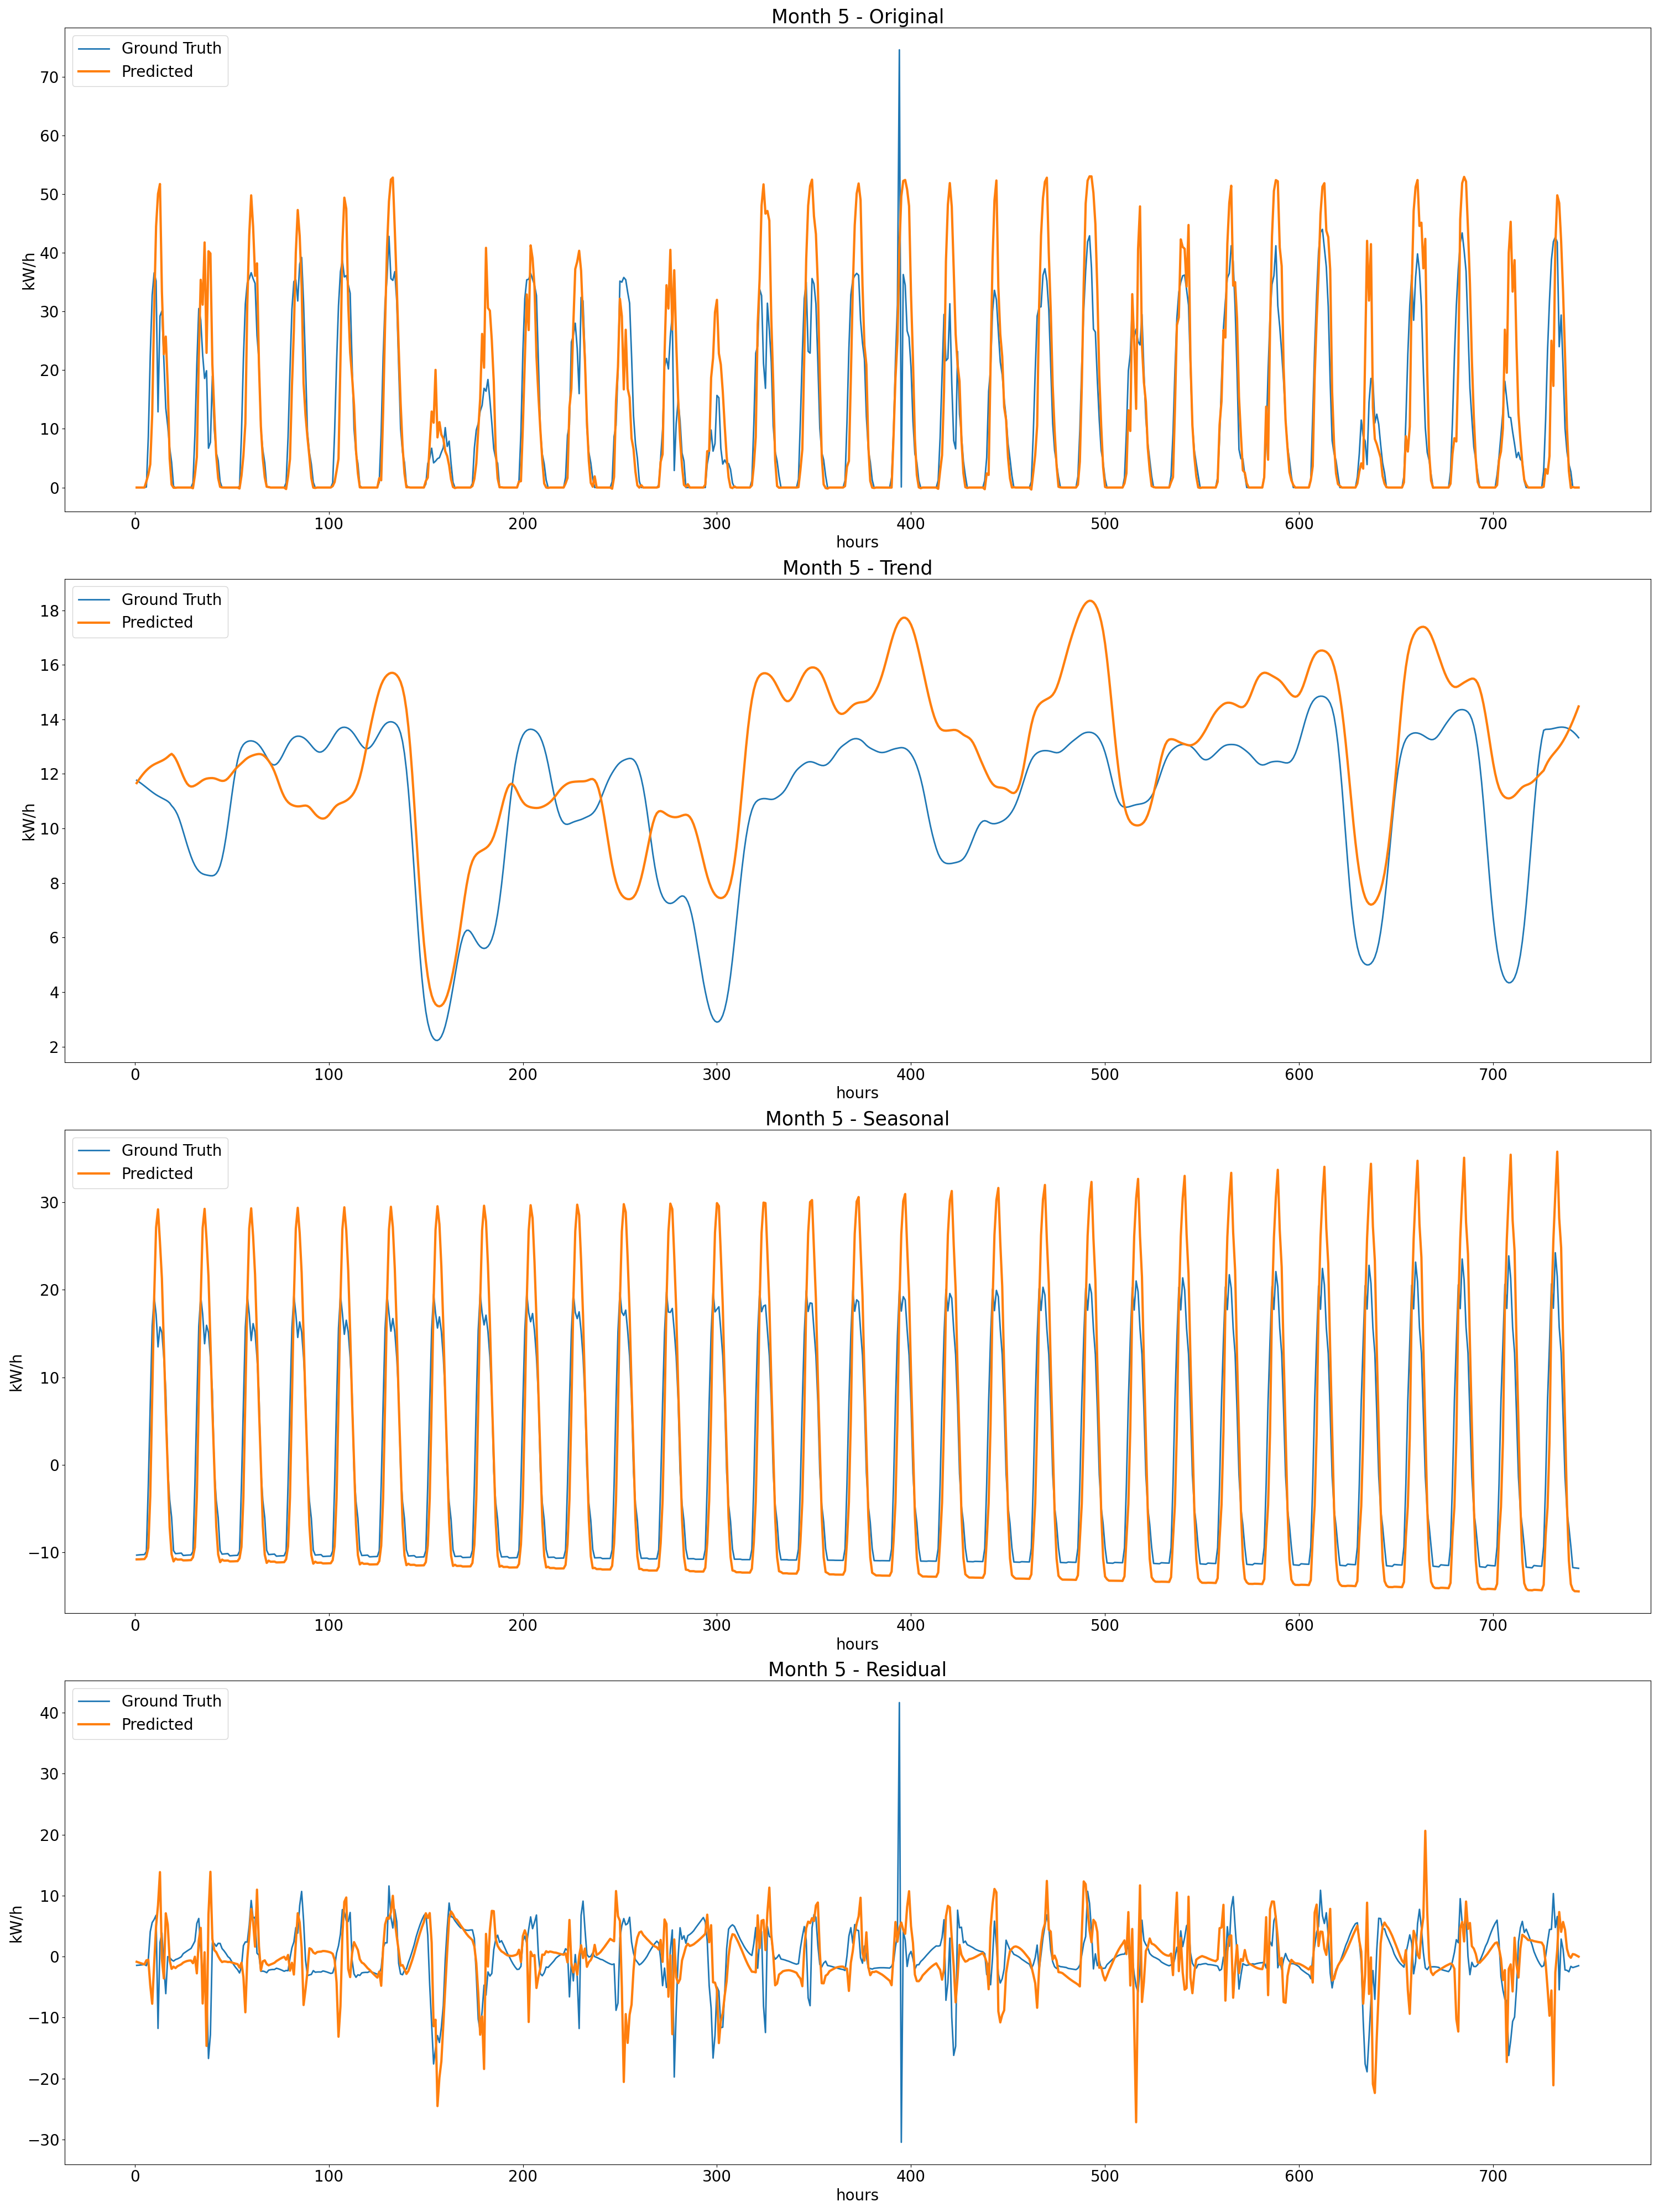 Month 5 - Original
Ground Truth
Predicted
kW/h
70
60
50
40
30
20
10
0
0 100 200 300 400 500 600 700
hours
Month 5 - Trend
Ground Truth
Predicted
kW/h
18
16
14
12
10
8
6
4
2
0 100 200 300 400 500 600 700
hours
Month 5 - Seasonal
Ground Truth
Predicted
kW/h
30
20
10
0
−10
0 100 200 300 400 500 600 700
hours
Month 5 - Residual
Ground Truth
Predicted
kW/h
40
30
20
10
0
−10
−20
−30
0 100 200 300 400 500 600 700
hours